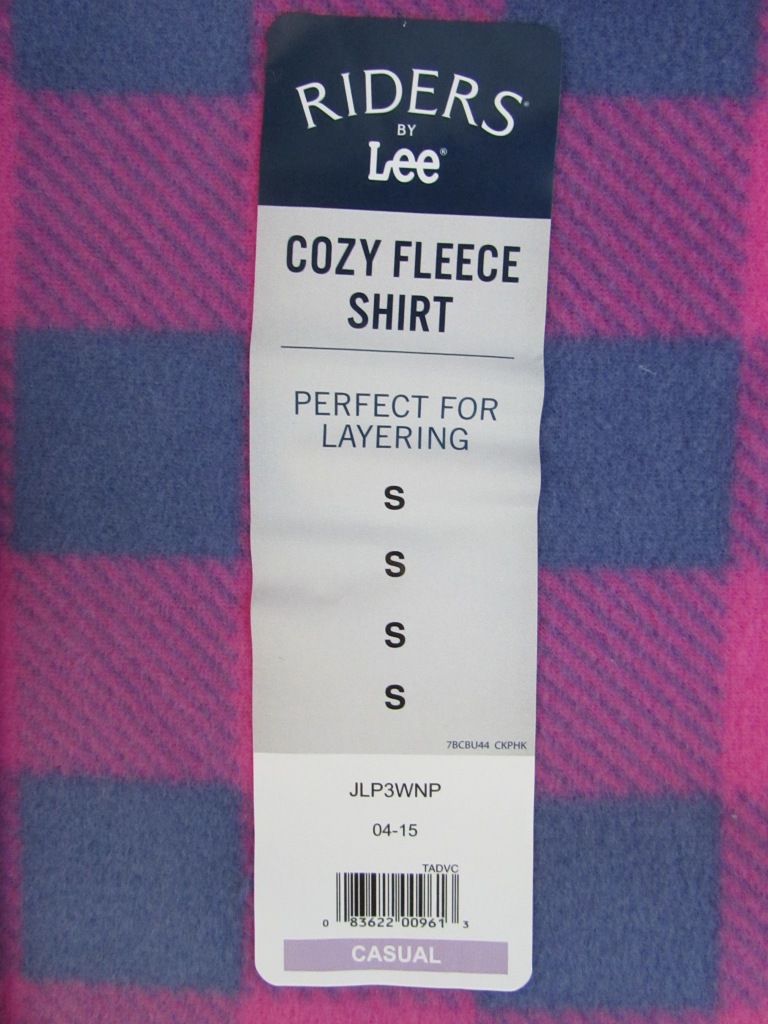 RIDERS®
BY
Lee®
COZY FLEECE
SHIRT
PERFECT FOR
LAYERING
S
S
S
S
7BCBU44 CKPHK
JLP3WNP
04-15
TADVC
0 83622 00961 3
CASUAL